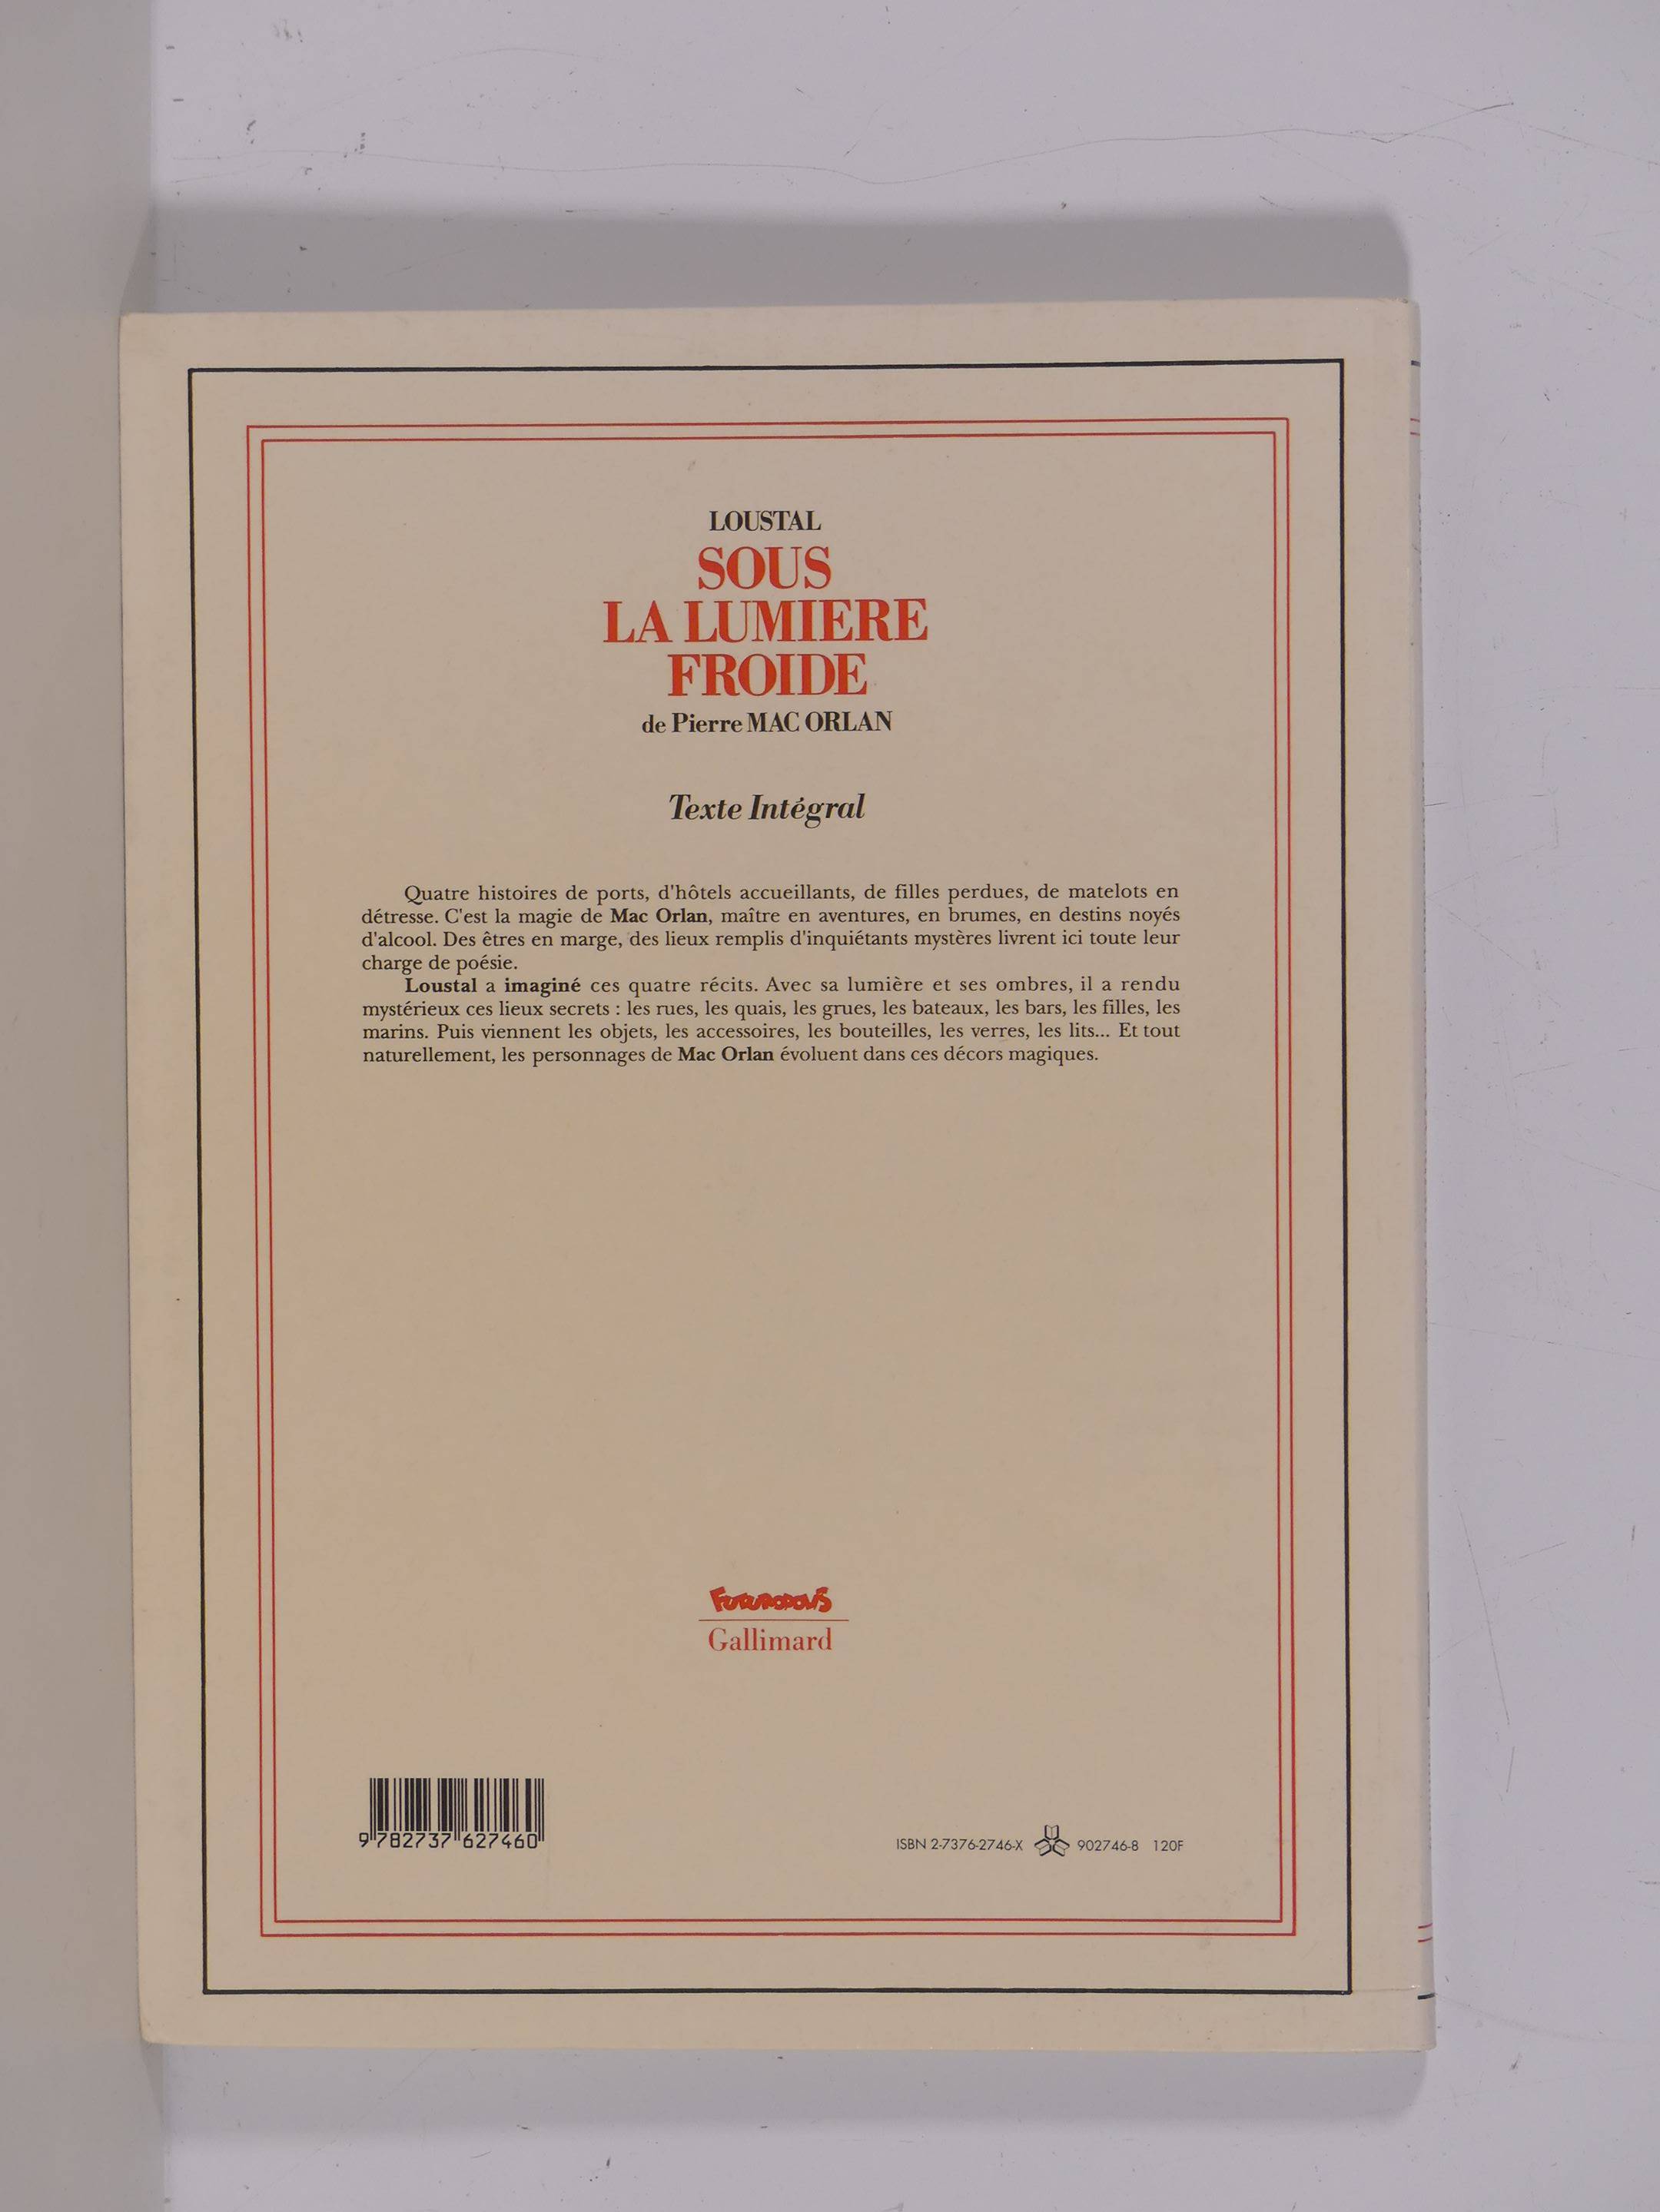 LOUSTAL
SOUS
LA LUMIERE
FROIDE
de Pierre MAC ORLAN
Texte Intégral
Quatre histoires de ports, d'hôtels accueillants, de filles perdues, de matelots en
détresse. C'est la magie de Mac Orlan, maître en aventures, en brumes, en destins noyés
d'alcool. Des êtres en marge, des lieux remplis d'inquiétants mystères livrent ici toute leur
charge de poésie.
Loustal a imaginé ces quatre récits. Avec sa lumière et ses ombres, il a rendu
mystérieux ces lieux secrets : les rues, les quais, les grues, les bateaux, les bars, les filles, les
marins. Puis viennent les objets, les accessoires, les bouteilles, les verres, les lits... Et tout
naturellement, les personnages de Mac Orlan évoluent dans ces décors magiques.
FUTUROPOLIS
Gallimard
9 782737 627460
ISBN 2-7376-2746-X 902746-8 120F